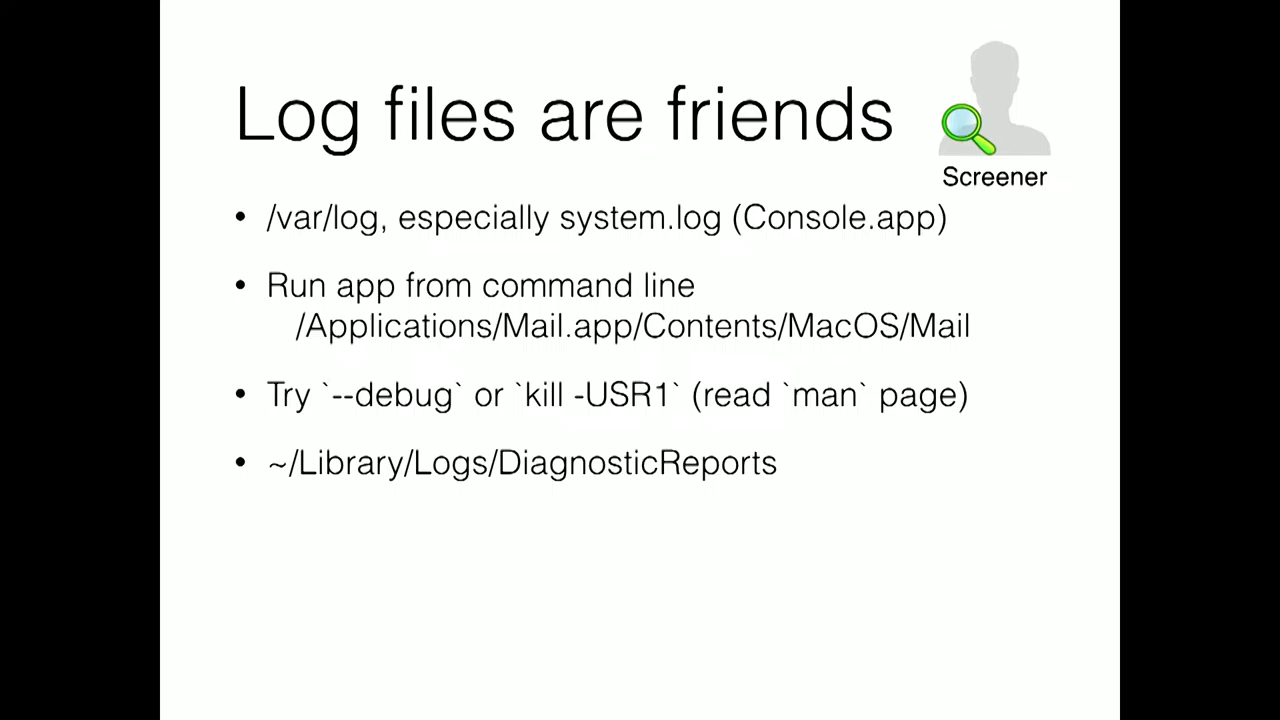 Log files are friends
Screener
• /var/log, especially system.log (Console.app)
• Run app from command line
/Applications/Mail.app/Contents/MacOS/Mail
• Try `--debug` or `kill -USR1` (read `man` page)
• ~/Library/Logs/DiagnosticReports